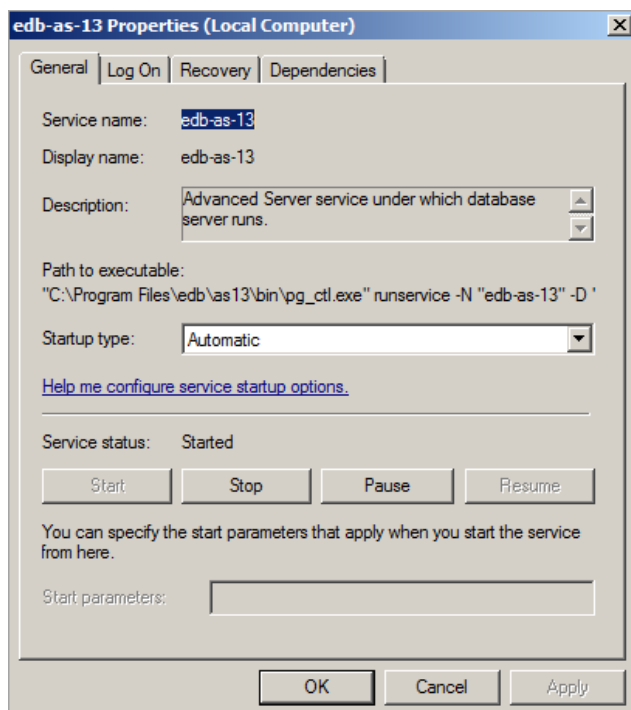 edb-as-13 Properties (Local Computer)
General Log On Recovery Dependencies
Service name: edb-as-13
Display name: edb-as-13
Description: Advanced Server service under which database
server runs.
Path to executable:
"C:\Program Files\edb\as13\bin\pg_ctl.exe" runservice -N "edb-as-13" -D '
Startup type: Automatic
Help me configure service startup options.
Service status: Started
Start Stop Pause Resume
You can specify the start parameters that apply when you start the service
from here.
Start parameters:
OK Cancel Apply